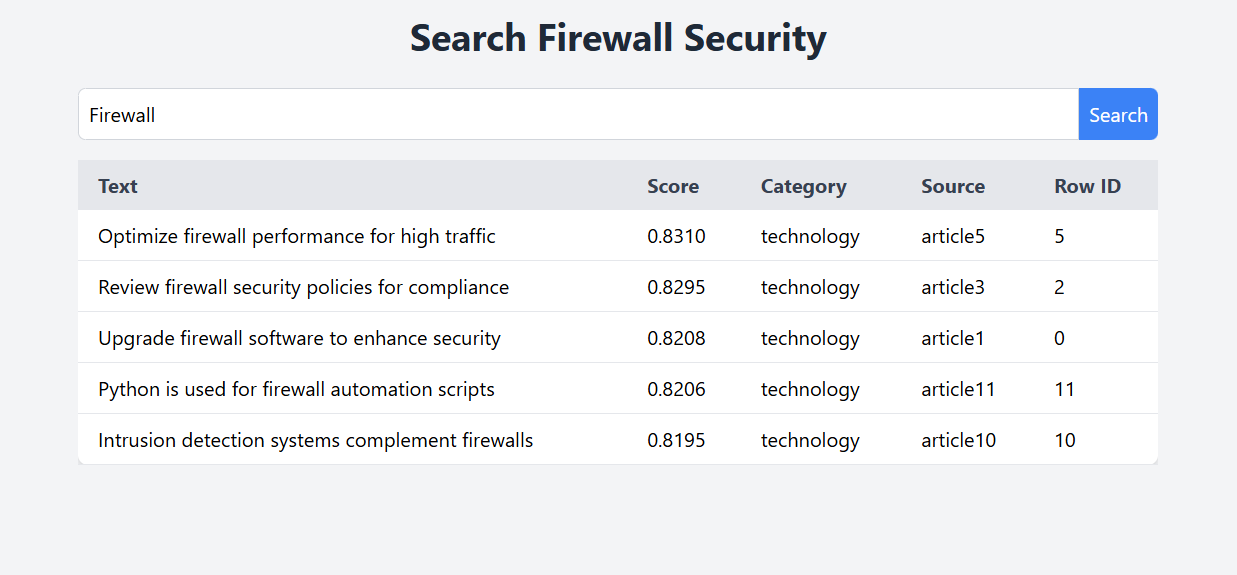 Search Firewall Security
Firewall Search
Text Score Category Source Row ID
Optimize firewall performance for high traffic 0.8310 technology article5 5
Review firewall security policies for compliance 0.8295 technology article3 2
Upgrade firewall software to enhance security 0.8208 technology article1 0
Python is used for firewall automation scripts 0.8206 technology article11 11
Intrusion detection systems complement firewalls 0.8195 technology article10 10